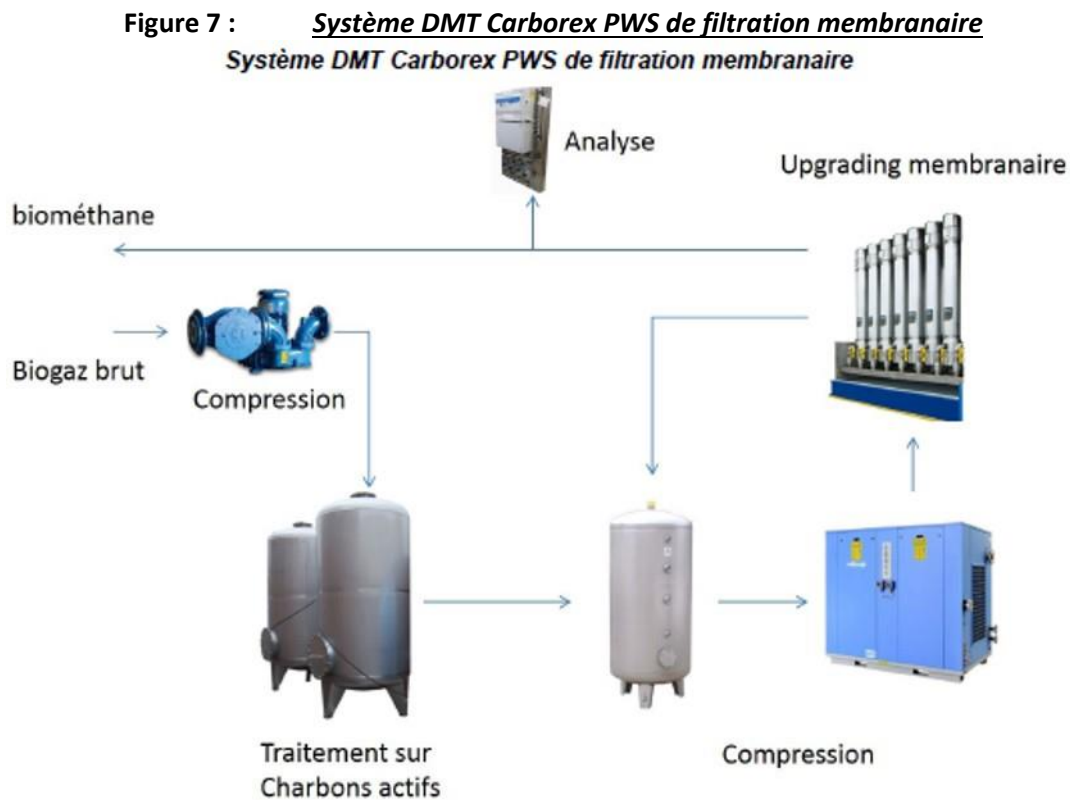 Figure 7 : Système DMT Carborex PWS de filtration membranaire
Système DMT Carborex PWS de filtration membranaire
Analyse
Upgrading membranaire
biométhane
Biogaz brut
Compression
Traitement sur
Charbons actifs
Compression